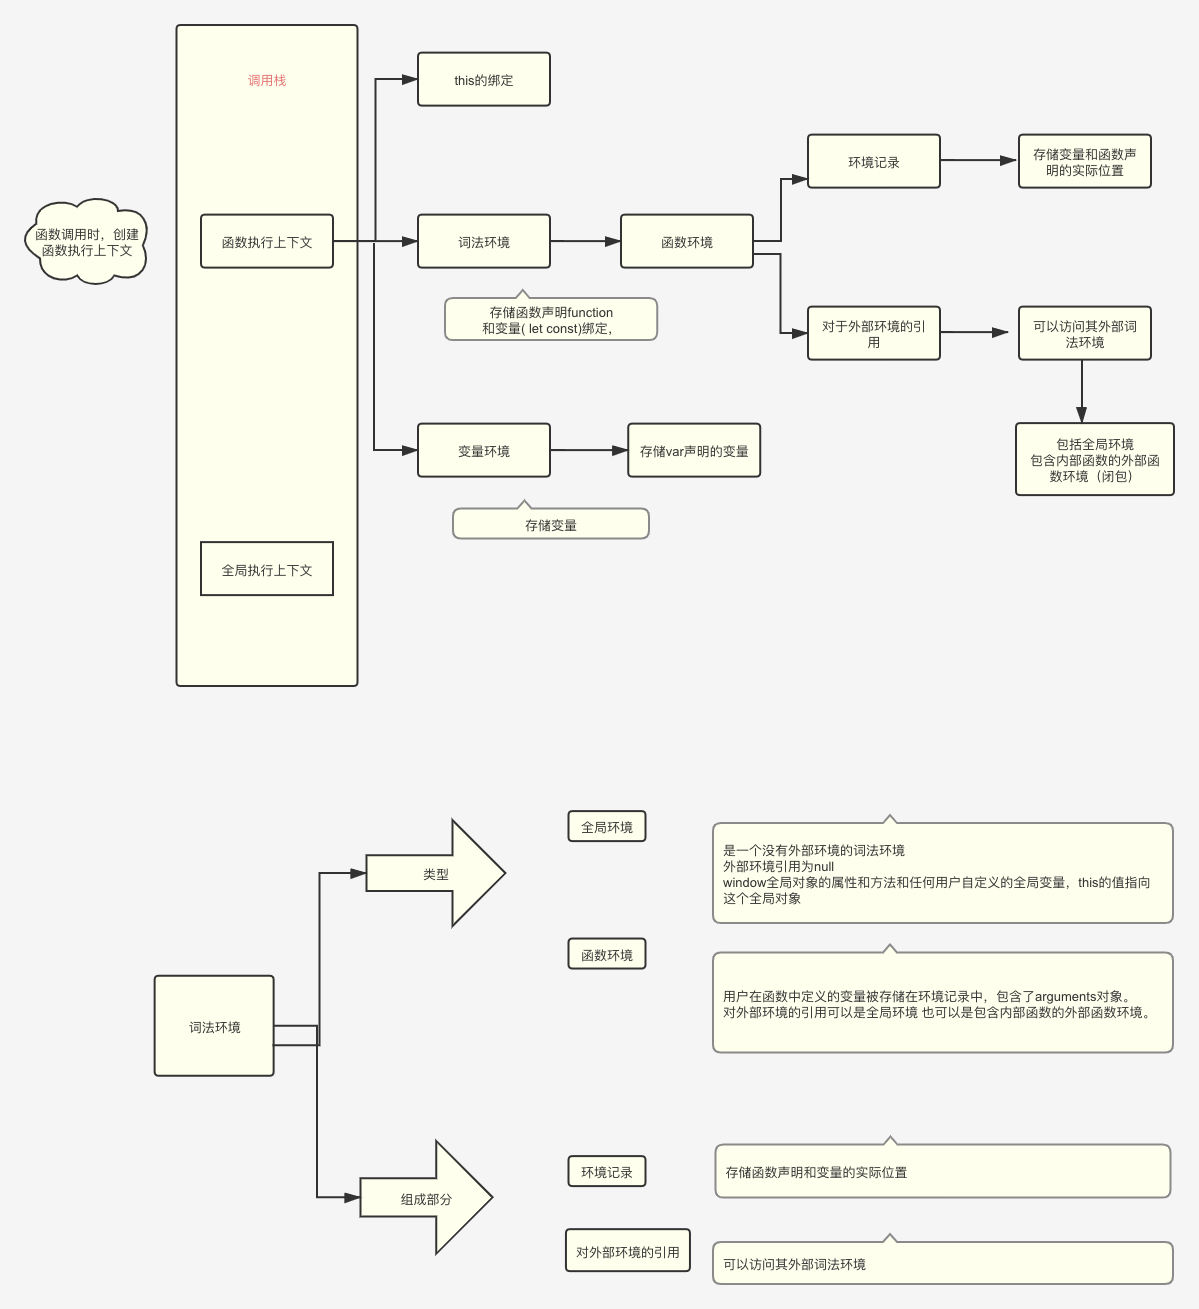 调用栈
this的绑定
环境记录
存储变量和函数声
明的实际位置
函数调用时，创建
函数执行上下文
函数执行上下文
词法环境
函数环境
存储函数声明function
和变量( let const)绑定，
对于外部环境的引
用
可以访问其外部词
法环境
变量环境
存储var声明的变量
包括全局环境
包含内部函数的外部函
数环境（闭包）
存储变量
全局执行上下文
类型
全局环境
是一个没有外部环境的词法环境
外部环境引用为null
window全局对象的属性和方法和任何用户自定义的全局变量，this的值指向
这个全局对象
函数环境
用户在函数中定义的变量被存储在环境记录中，包含了arguments对象。
对外部环境的引用可以是全局环境 也可以是包含内部函数的外部函数环境。
词法环境
组成部分
环境记录
存储函数声明和变量的实际位置
对外部环境的引用
可以访问其外部词法环境